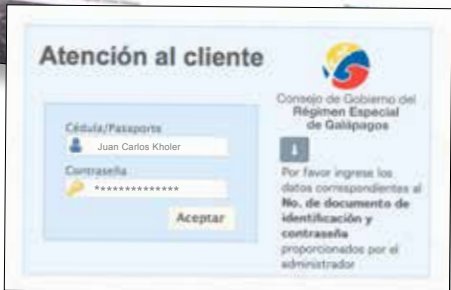 Atención al cliente
Cédula/Pasaporte
Juan Carlos Kholer
Contraseña
**************
Aceptar
Consejo de Gobierno del
Régimen Especial
de Galápagos
Por favor ingrese los
datos correspondientes al
No. de documento de
identificación y
contraseña
proporcionados por el
administrador